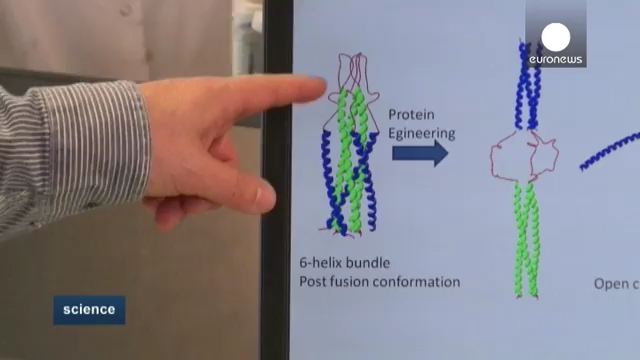 euronews
Protein
Egineering
6-helix bundle
Post fusion conformation
Open c
science